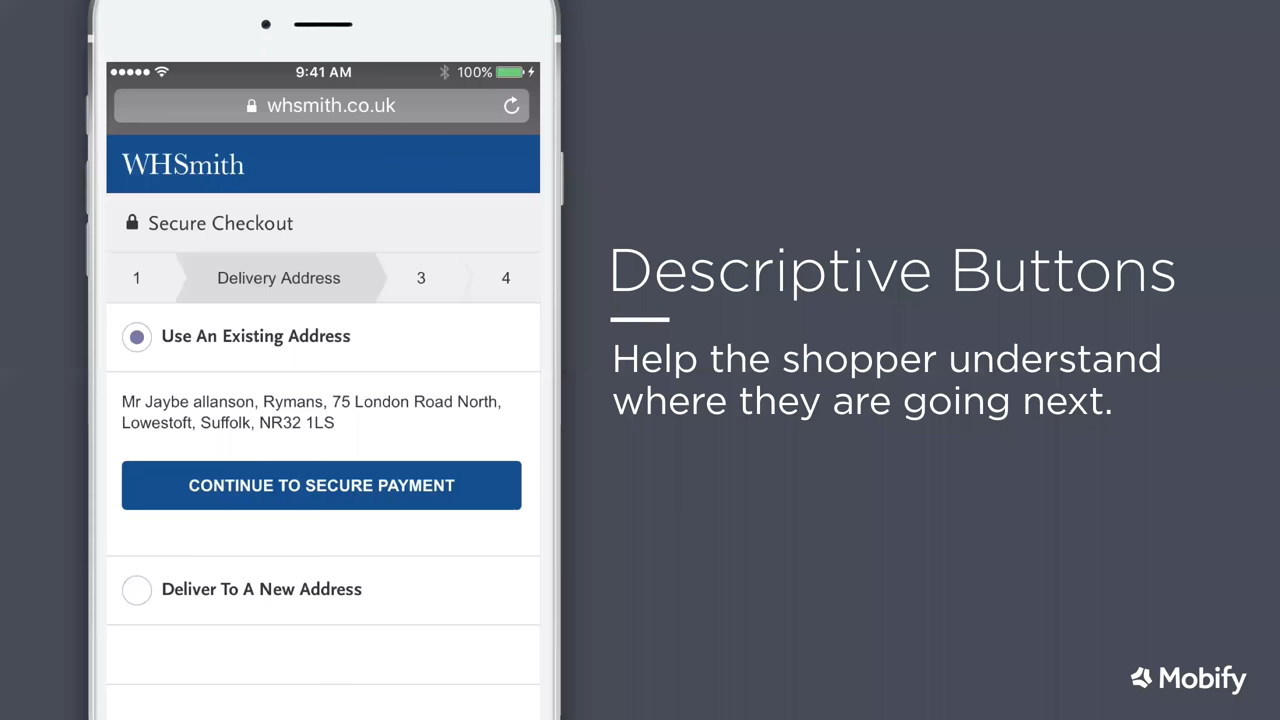 9:41 AM
100%
whsmith.co.uk
WHSmith
Secure Checkout
1 Delivery Address 3 4
Use An Existing Address
Mr Jaybe allanson, Rymans, 75 London Road North,
Lowestoft, Suffolk, NR32 1LS
CONTINUE TO SECURE PAYMENT
Deliver To A New Address
Descriptive Buttons
Help the shopper understand
where they are going next.
Mobify